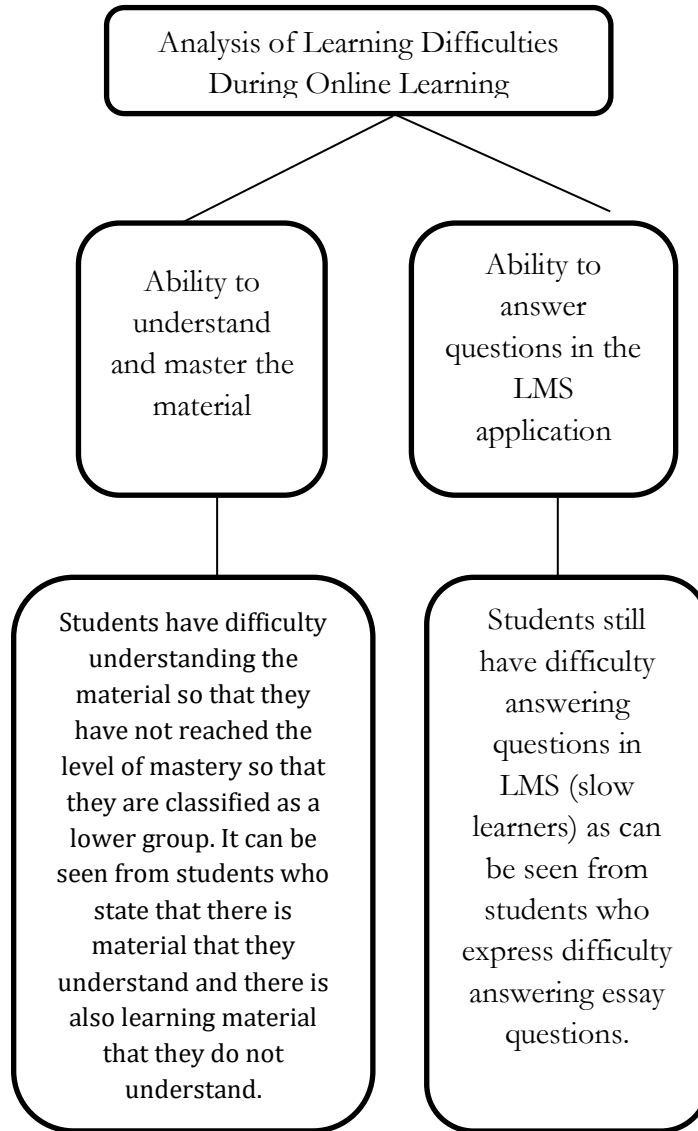 Analysis of Learning Difficulties
During Online Learning
Ability to
understand
and master the
material
Ability to
answer
questions in the
LMS
application
Students have difficulty
understanding the
material so that they
have not reached the
level of mastery so that
they are classified as a
lower group. It can be
seen from students who
state that there is
material that they
understand and there is
also learning material
that they do not
understand.
Students still
have difficulty
answering
questions in
LMS (slow
learners) as can
be seen from
students who
express difficulty
answering essay
questions.